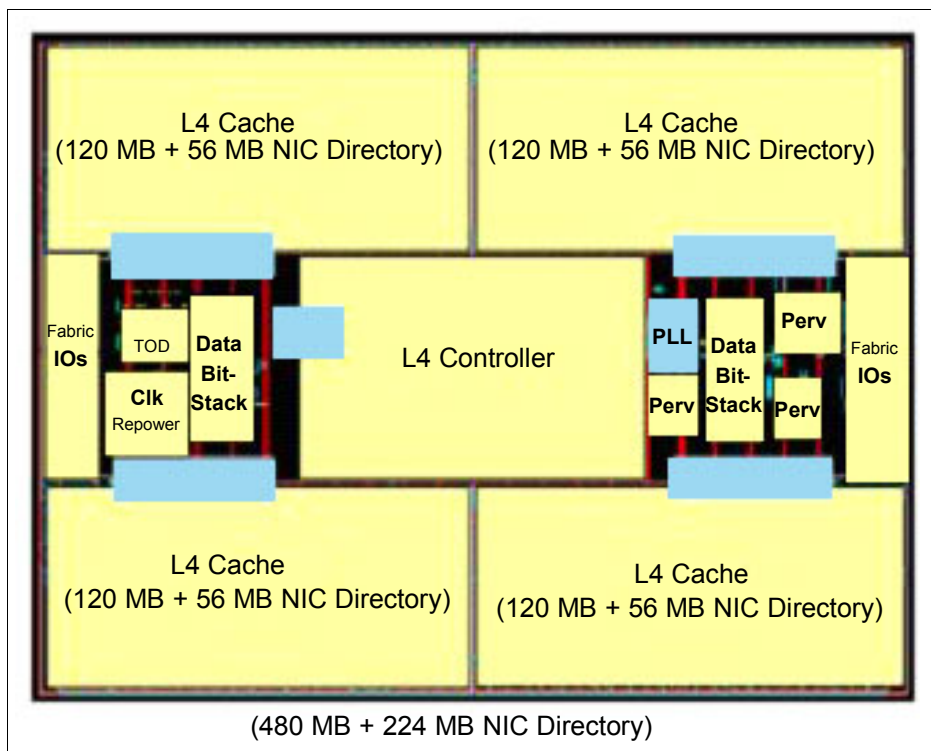 L4 Cache
(120 MB + 56 MB NIC Directory)
L4 Cache
(120 MB + 56 MB NIC Directory)
Fabric
IOs
TOD
Clk
Repower
Data
Bit-
Stack
L4 Controller
PLL
Perv
Data
Bit-
Stack
Perv
Perv
Fabric
IOs
L4 Cache
(120 MB + 56 MB NIC Directory)
L4 Cache
(120 MB + 56 MB NIC Directory)
(480 MB + 224 MB NIC Directory)